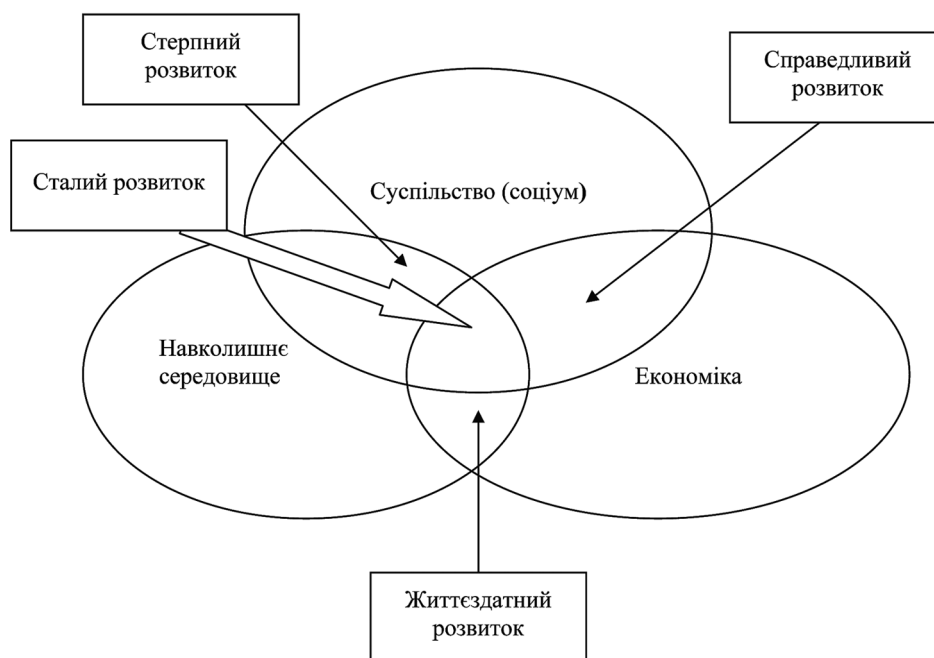 Стерпний
розвиток
Справедливий
розвиток
Сталий розвиток
Суспільство (соціум)
Навколишнє
середовище
Економіка
Життєздатний
розвиток